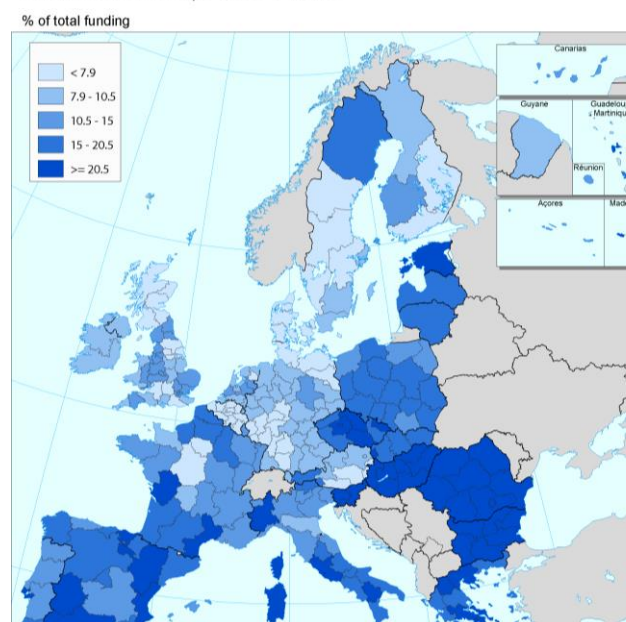 % of total funding
< 7.9
7.9 - 10.5
10.5 - 15
15 - 20.5
>= 20.5
Canarias
Guyane
Guadelou
Martiniqu
Réunion
Açores
Made